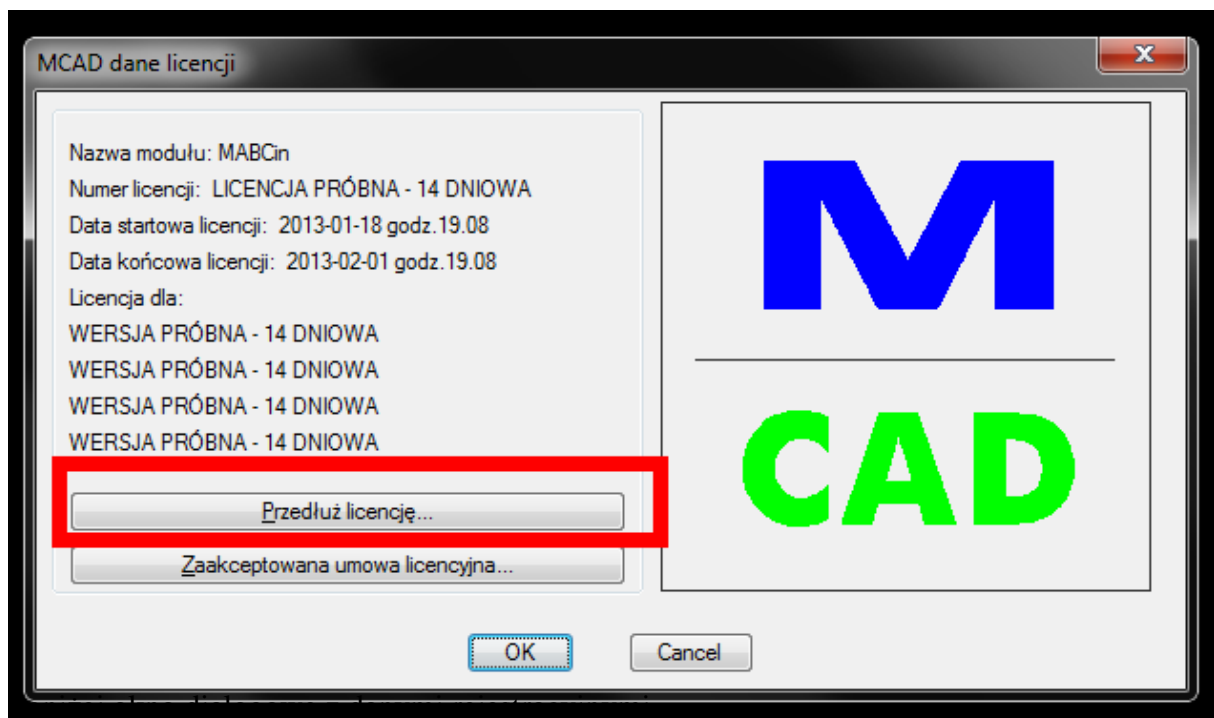 MCAD dane licencji
Nazwa modułu: MABCin
Numer licencji: LICENCJA PRÓBNA - 14 DNIOWA
Data startowa licencji: 2013-01-18 godz.19.08
Data końcowa licencji: 2013-02-01 godz.19.08
Licencja dla:
WERSJA PRÓBNA - 14 DNIOWA
WERSJA PRÓBNA - 14 DNIOWA
WERSJA PRÓBNA - 14 DNIOWA
WERSJA PRÓBNA - 14 DNIOWA
Przedłuż licencję...
Zaakceptowana umowa licencyjna...
M
CAD
OK
Cancel